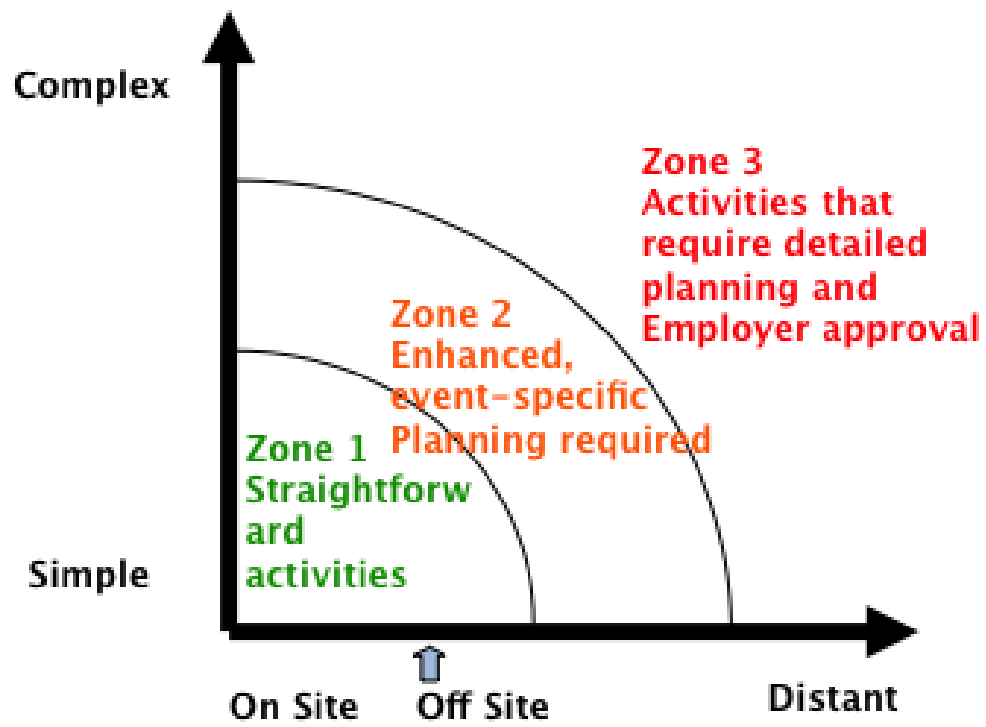 Complex
Zone 3
Activities that
require detailed
planning and
Employer approval
Zone 2
Enhanced,
event-specific
Planning required
Zone 1
Straightforw
ard
activities
Simple
On Site
Off Site
Distant